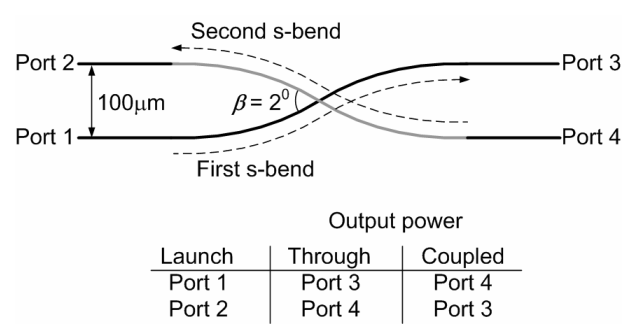 Second s-bend
Port 2
Port 3
100μm
β = 2⁰
Port 1
Port 4
First s-bend
Output power
Launch Through Coupled
Port 1 Port 3 Port 4
Port 2 Port 4 Port 3